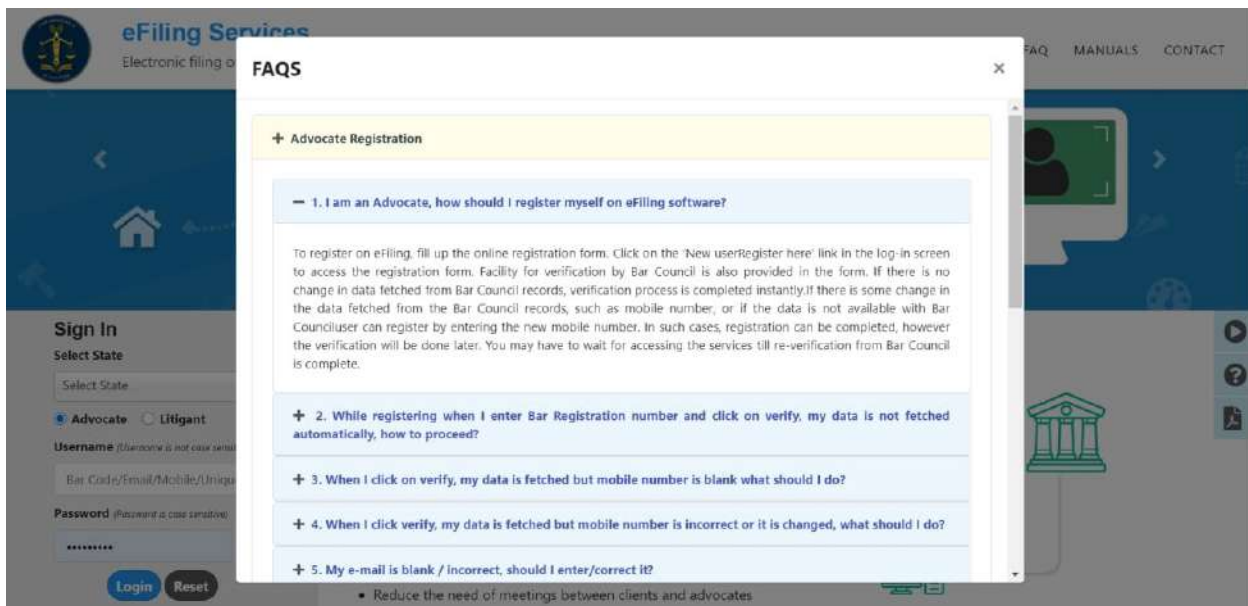 eFiling Services
Electronic filing o
FAQ MANUALS CONTACT
FAQS ×
+ Advocate Registration
− 1. I am an Advocate, how should I register myself on eFiling software?
To register on eFiling, fill up the online registration form. Click on the 'New userRegister here' link in the log-in screen
to access the registration form. Facility for verification by Bar Council is also provided in the form. If there is no
change in data fetched from Bar Council records, verification process is completed instantly.If there is some change in
the data fetched from the Bar Council records, such as mobile number, or if the data is not available with Bar
Counciluser can register by entering the new mobile number. In such cases, registration can be completed, however
the verification will be done later. You may have to wait for accessing the services till re-verification from Bar Council
is complete.
+ 2. While registering when I enter Bar Registration number and click on verify, my data is not fetched
automatically, how to proceed?
+ 3. When I click on verify, my data is fetched but mobile number is blank what should I do?
+ 4. When I click verify, my data is fetched but mobile number is incorrect or it is changed, what should I do?
+ 5. My e-mail is blank / incorrect, should I enter/correct it?
Sign In
Select State
Select State
Advocate Litigant
Username (Username is not case sensit
Bar Code/Email/Mobile/Uniqu
Password (Password is case sensitive)
•••••••••
Login Reset
• Reduce the need of meetings between clients and advocates